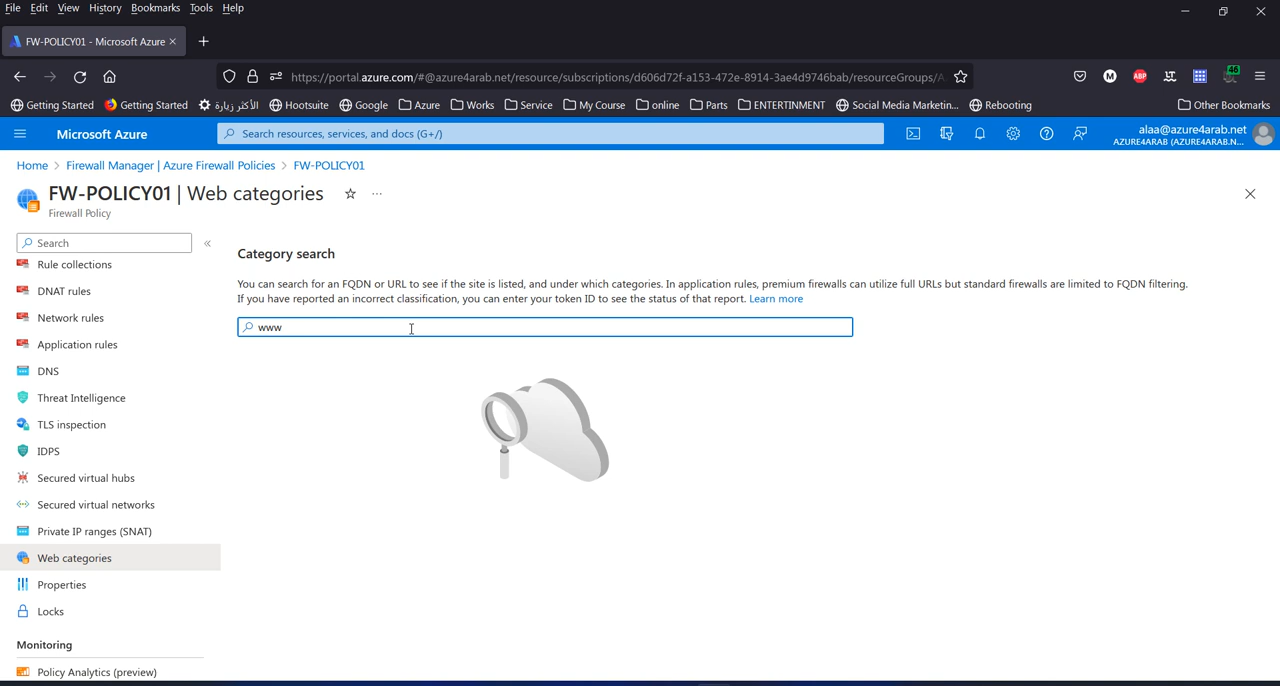 File Edit View History Bookmarks Tools Help
FW-POLICY01 - Microsoft Azure
https://portal.azure.com/#@azure4arab.net/resource/subscriptions/d606d72f-a153-472e-8914-3ae4d9746bab/resourceGroups/A
Getting Started Getting Started الأكثر زيارة Hootsuite Google Azure Works Service My Course online Parts ENTERTINMENT Social Media Marketin... Rebooting Other Bookmarks
Microsoft Azure Search resources, services, and docs (G+/) alaa@azure4arab.net
AZURE4ARAB (AZURE4ARAB.N...
Home > Firewall Manager | Azure Firewall Policies > FW-POLICY01
FW-POLICY01 | Web categories
Firewall Policy
Search
Rule collections
DNAT rules
Network rules
Application rules
DNS
Threat Intelligence
TLS inspection
IDPS
Secured virtual hubs
Secured virtual networks
Private IP ranges (SNAT)
Web categories
Properties
Locks
Monitoring
Policy Analytics (preview)
Category search
You can search for an FQDN or URL to see if the site is listed, and under which categories. In application rules, premium firewalls can utilize full URLs but standard firewalls are limited to FQDN filtering.
If you have reported an incorrect classification, you can enter your token ID to see the status of that report. Learn more
www